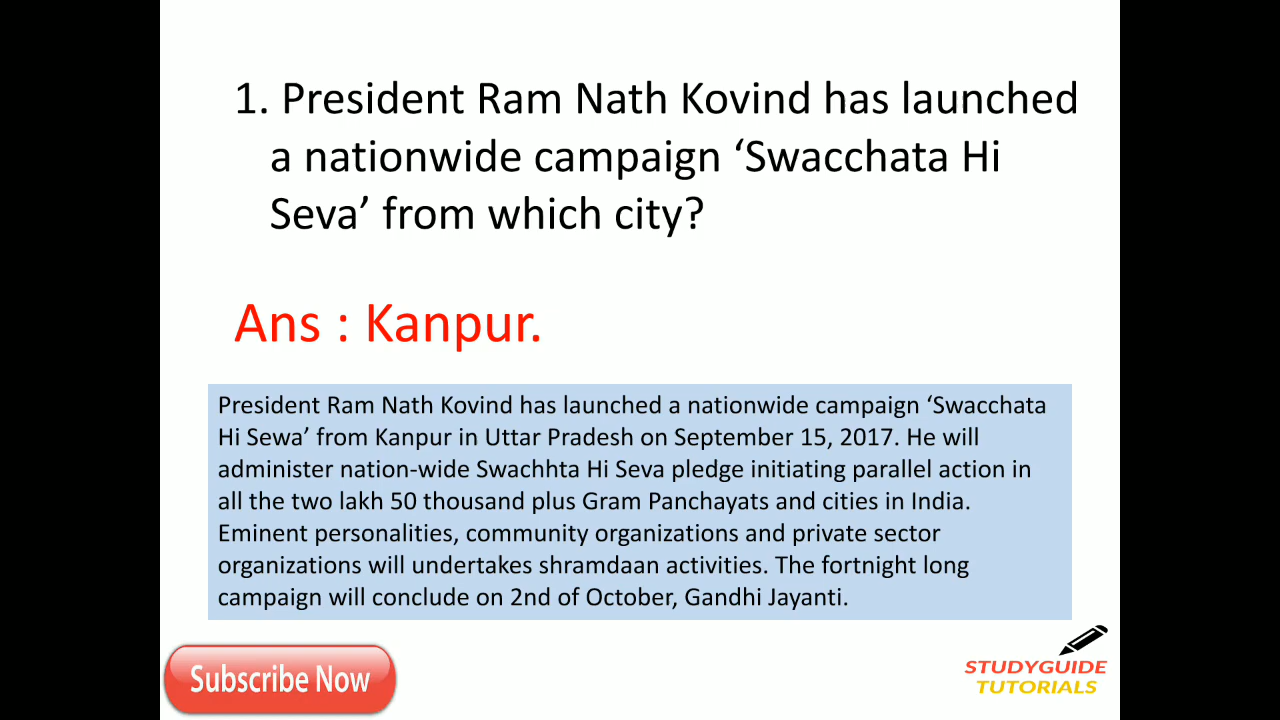 1. President Ram Nath Kovind has launched
a nationwide campaign ‘Swacchata Hi
Seva’ from which city?
Ans : Kanpur.
President Ram Nath Kovind has launched a nationwide campaign ‘Swacchata
Hi Sewa’ from Kanpur in Uttar Pradesh on September 15, 2017. He will
administer nation-wide Swachhta Hi Seva pledge initiating parallel action in
all the two lakh 50 thousand plus Gram Panchayats and cities in India.
Eminent personalities, community organizations and private sector
organizations will undertakes shramdaan activities. The fortnight long
campaign will conclude on 2nd of October, Gandhi Jayanti.
Subscribe Now
STUDYGUIDE
TUTORIALS